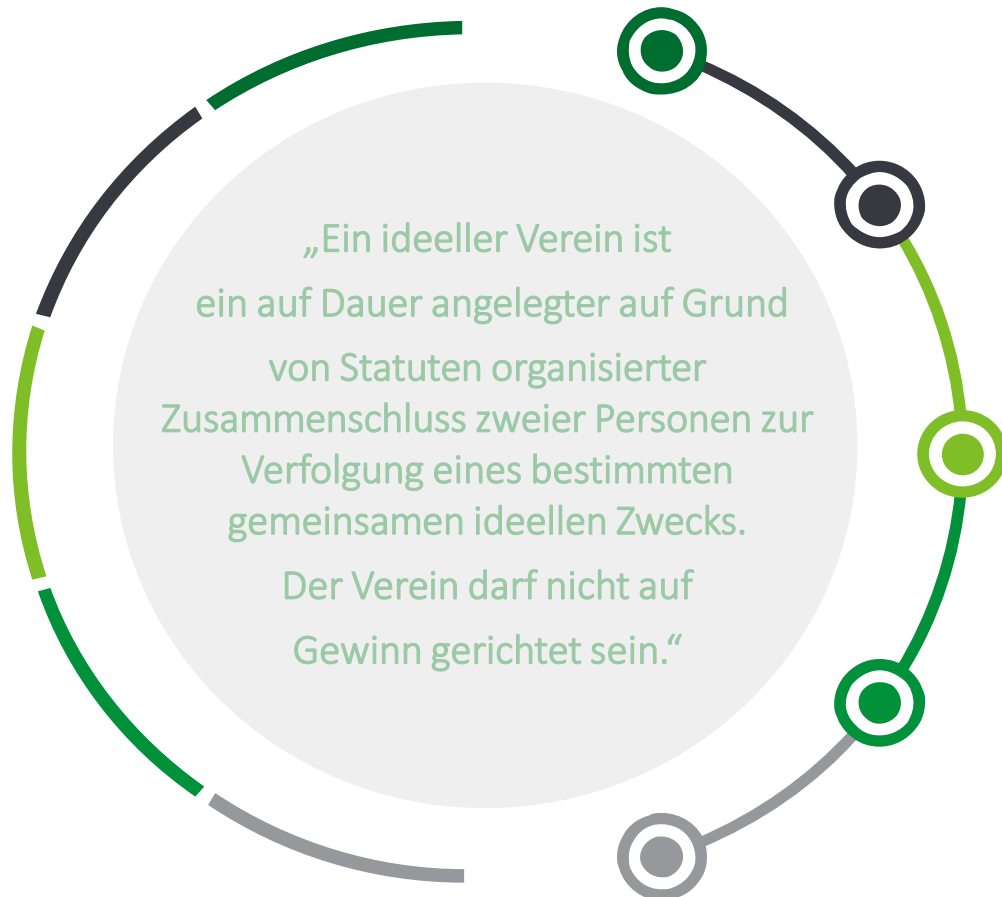 „Ein ideeller Verein ist
ein auf Dauer angelegter auf Grund
von Statuten organisierter
Zusammenschluss zweier Personen zur
Verfolgung eines bestimmten
gemeinsamen ideellen Zwecks.
Der Verein darf nicht auf
Gewinn gerichtet sein.“